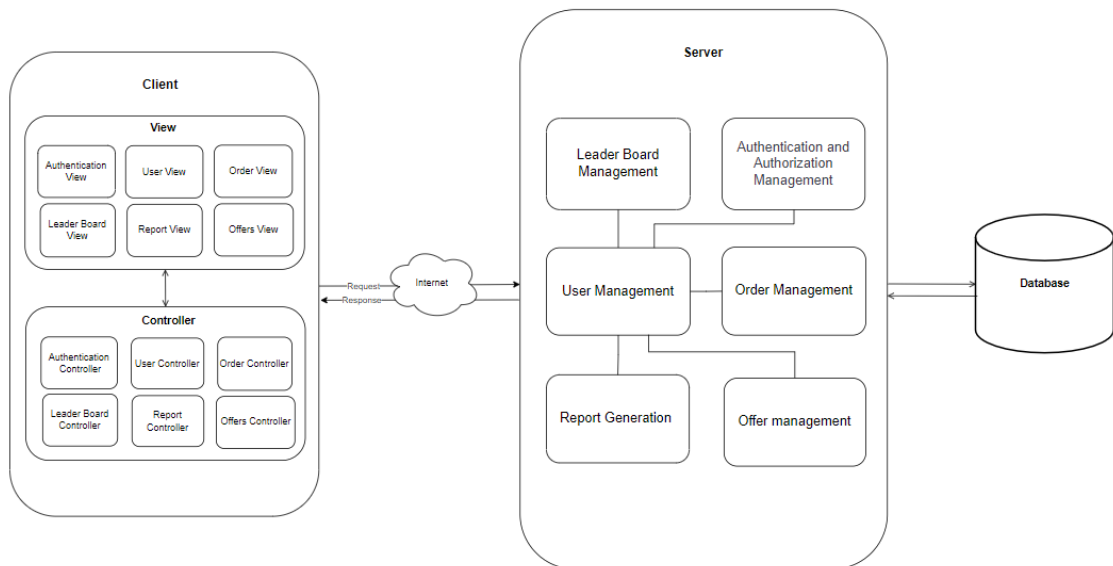 Client
View
Authentication
View
User View
Order View
Leader Board
View
Report View
Offers View
Controller
Authentication
Controller
User Controller
Order Controller
Leader Board
Controller
Report
Controller
Offers Controller
Request
Response
Internet
Server
Leader Board
Management
Authentication and
Authorization
Management
User Management
Order Management
Report Generation
Offer management
Database